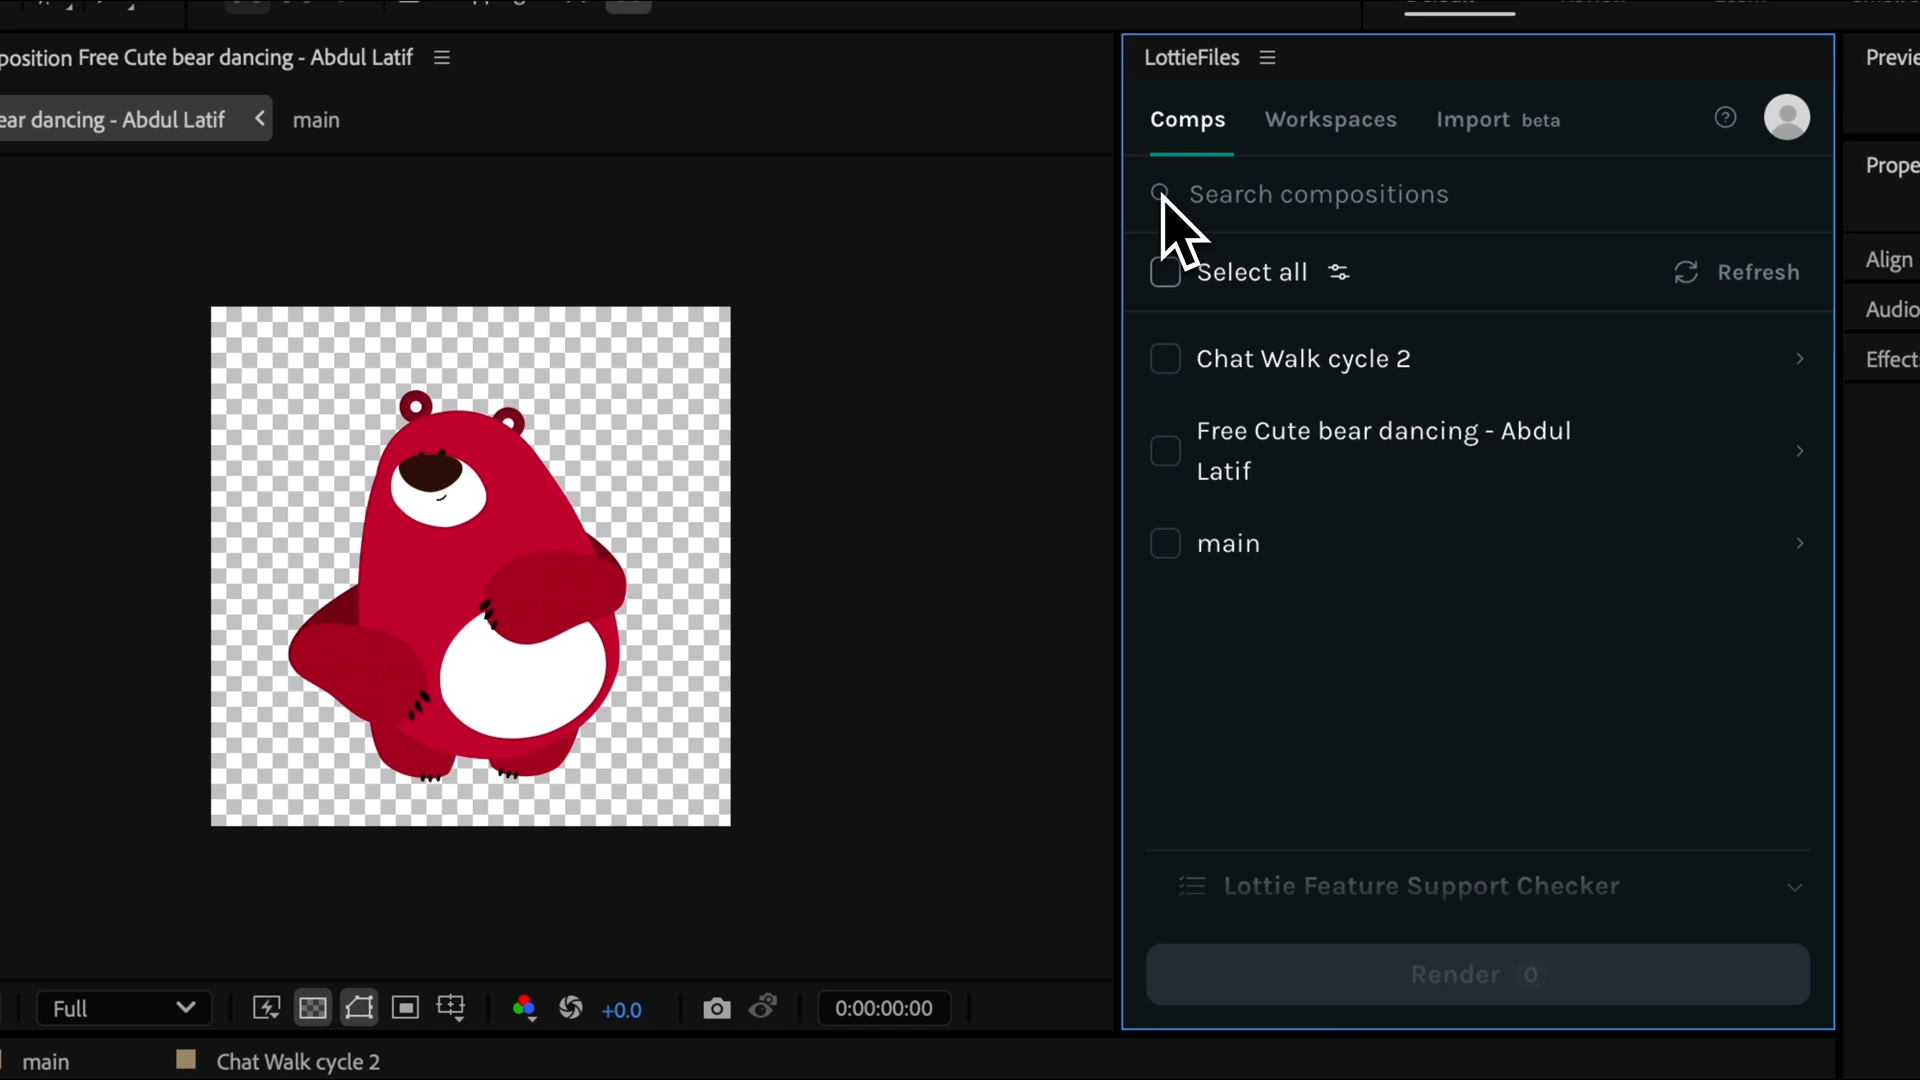 position Free Cute bear dancing - Abdul Latif
LottieFiles
Previe
ear dancing - Abdul Latif
main
Comps
Workspaces
Import beta
Prope
Search compositions
Align
Select all
Refresh
Audio
Chat Walk cycle 2
Effects
Free Cute bear dancing - Abdul
Latif
main
Lottie Feature Support Checker
Render 0
Full
+0.0
0:00:00:00
main
Chat Walk cycle 2